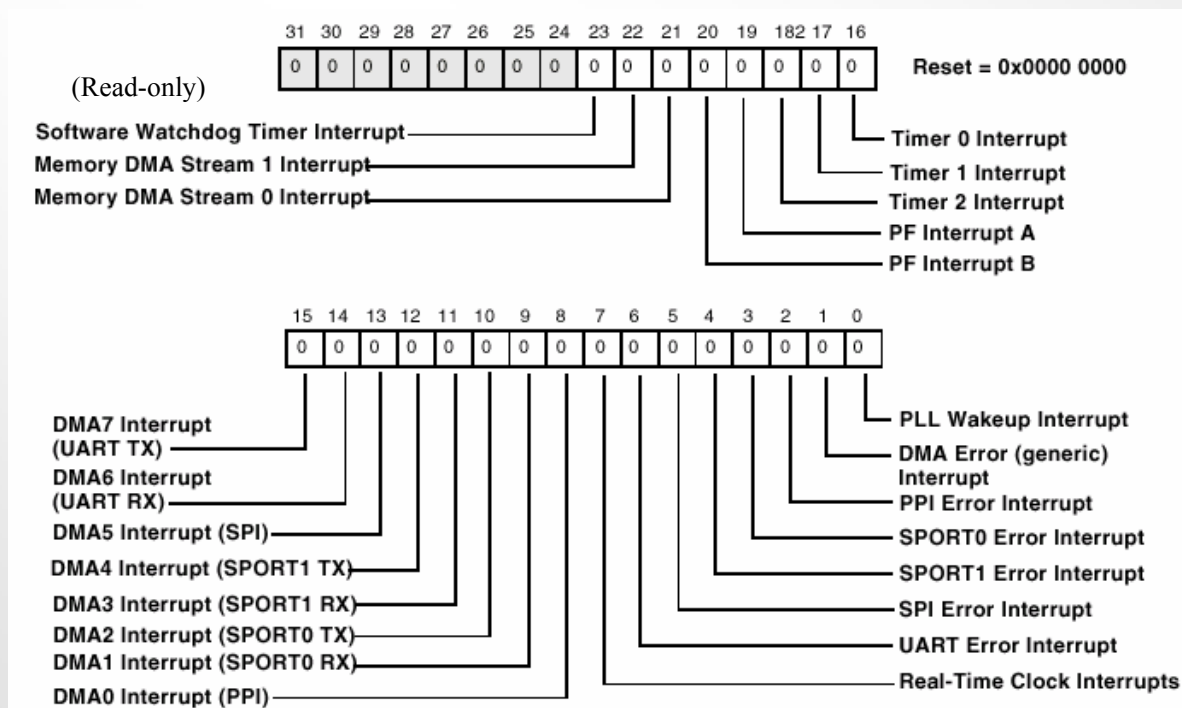 31 30 29 28 27 26 25 24 23 22 21 20 19 182 17 16
0 0 0 0 0 0 0 0 0 0 0 0 0 0 0 0
Reset = 0x0000 0000
(Read-only)
Software Watchdog Timer Interrupt
Memory DMA Stream 1 Interrupt
Memory DMA Stream 0 Interrupt
Timer 0 Interrupt
Timer 1 Interrupt
Timer 2 Interrupt
PF Interrupt A
PF Interrupt B
15 14 13 12 11 10 9 8 7 6 5 4 3 2 1 0
0 0 0 0 0 0 0 0 0 0 0 0 0 0 0 0
DMA7 Interrupt
(UART TX)
DMA6 Interrupt
(UART RX)
DMA5 Interrupt (SPI)
DMA4 Interrupt (SPORT1 TX)
DMA3 Interrupt (SPORT1 RX)
DMA2 Interrupt (SPORT0 TX)
DMA1 Interrupt (SPORT0 RX)
DMA0 Interrupt (PPI)
PLL Wakeup Interrupt
DMA Error (generic)
Interrupt
PPI Error Interrupt
SPORT0 Error Interrupt
SPORT1 Error Interrupt
SPI Error Interrupt
UART Error Interrupt
Real-Time Clock Interrupts